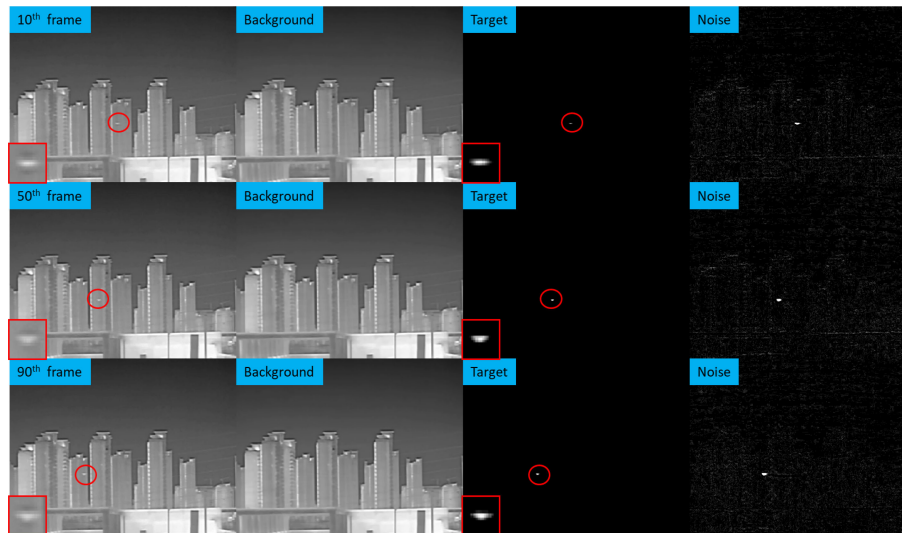 10th frame
Background
Target
Noise
50th frame
Background
Target
Noise
90th frame
Background
Target
Noise